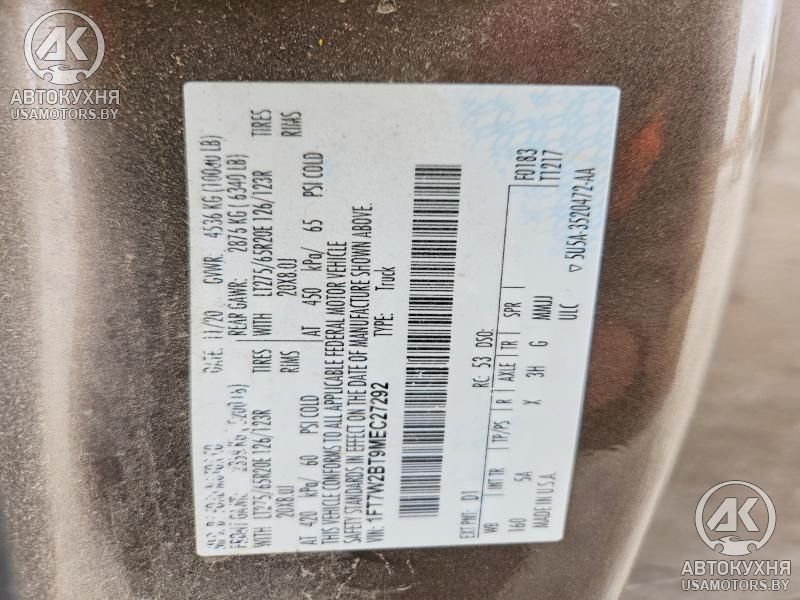 АК
АВТОКУХНЯ
USAMOTORS.BY
DATE: 11/20 GVWR: 4536 KG (10000 LB)
REAR GAWR: 2876 KG (6340 LB)
WITH LT275/65R20E 126/123R TIRES
WITH LT275/65R20E 126/123R TIRES
20X8.0J RIMS
20X8.0J RIMS
AT 420 kPa/ 60 PSI COLD
AT 450 kPa/ 65 PSI COLD
THIS VEHICLE CONFORMS TO ALL APPLICABLE FEDERAL MOTOR VEHICLE
SAFETY STANDARDS IN EFFECT ON THE DATE OF MANUFACTURE SHOWN ABOVE.
VIN: 1FT7W2BT9MEC27292 TYPE: Truck
F0183
T1217
EXT PNT: D1 RC: 53 DSO:
WB INT TR TP/PS R AXLE TR SPR
160 5A X 3H G MMUU
MADE IN U.S.A. ULC
▽ 5U5A-3520472-AA
АК
АВТОКУХНЯ
USAMOTORS.BY